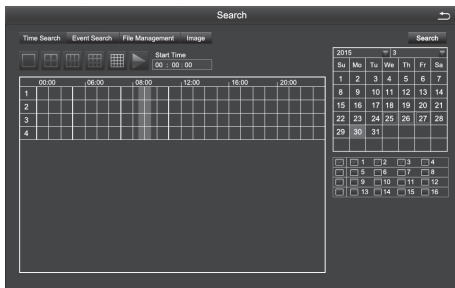 Search
Time Search Event Search File Management Image Search
Start Time
00 : 00 : 00
2015 3
Su Mo Tu We Th Fr Sa
1 2 3 4 5 6 7
8 9 10 11 12 13 14
15 16 17 18 19 20 21
22 23 24 25 26 27 28
29 30 31
00:00 06:00 08:00 12:00 16:00 20:00
1
2
3
4
1 2 3 4
5 6 7 8
9 10 11 12
13 14 15 16